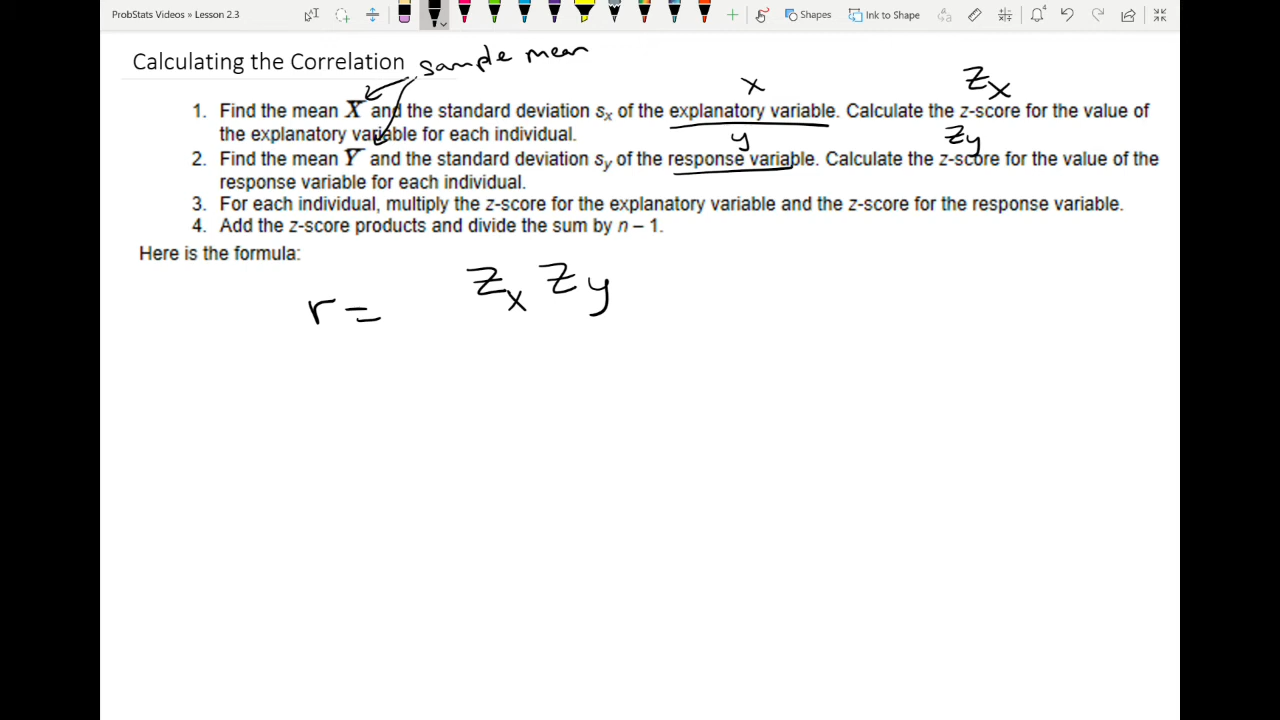 ProbStats Videos » Lesson 2.3
Shapes
Ink to Shape
4
Calculating the Correlation
sample mean
x
Zx
1. Find the mean X̄ and the standard deviation sx of the explanatory variable. Calculate the z-score for the value of
the explanatory variable for each individual.
y
Zy
2. Find the mean Ȳ and the standard deviation sy of the response variable. Calculate the z-score for the value of the
response variable for each individual.
3. For each individual, multiply the z-score for the explanatory variable and the z-score for the response variable.
4. Add the z-score products and divide the sum by n – 1.
Here is the formula:
r = Zx Zy